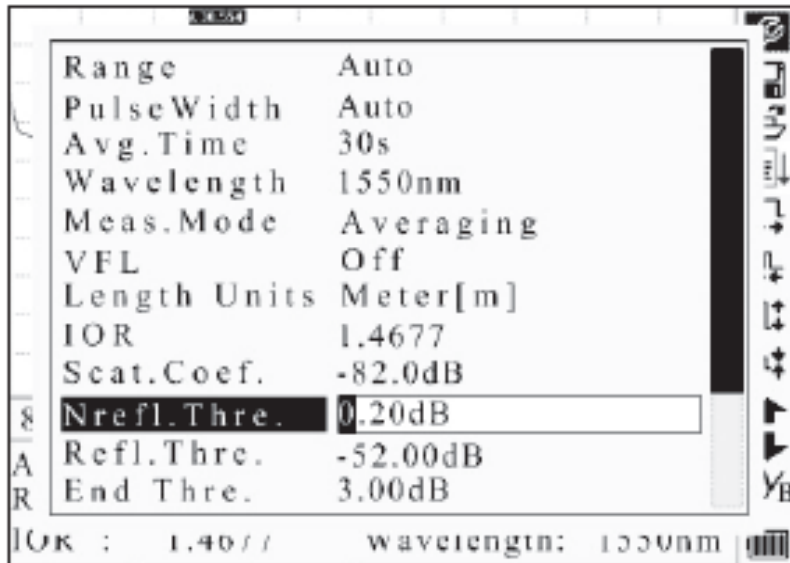 Range Auto
PulseWidth Auto
Avg.Time 30s
Wavelength 1550nm
Meas.Mode Averaging
VFL Off
Length Units Meter[m]
IOR 1.4677
Scat.Coef. -82.0dB
Nrefl.Thre. 0.20dB
Refl.Thre. -52.00dB
End Thre. 3.00dB
8
A
R
IOR : 1.4677 Wavelength: 1550nm